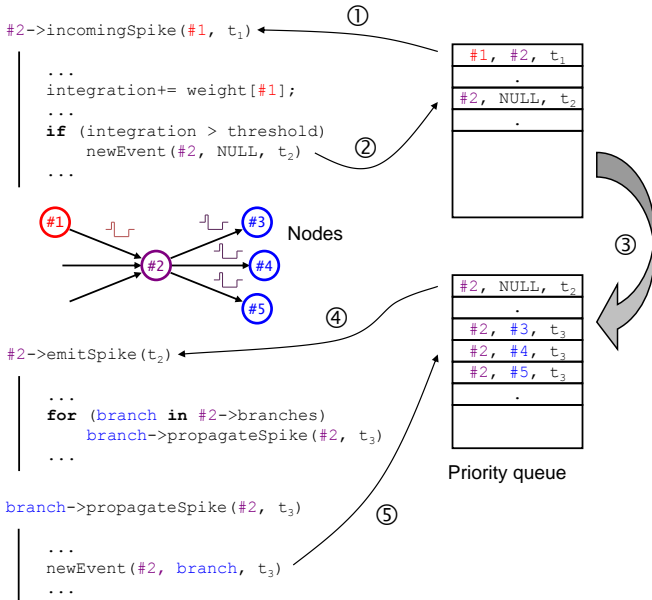 ①
#2->incomingSpike(#1, t1)
...
integration+= weight[#1];
...
if (integration > threshold)
newEvent(#2, NULL, t2)
...
②
#1, #2, t1
.
#2, NULL, t2
.
③
#1
#2
#3
#4
#5
Nodes
④
#2, NULL, t2
.
#2, #3, t3
#2, #4, t3
#2, #5, t3
.
Priority queue
#2->emitSpike(t2)
...
for (branch in #2->branches)
branch->propagateSpike(#2, t3)
...
⑤
branch->propagateSpike(#2, t3)
...
newEvent(#2, branch, t3)
...